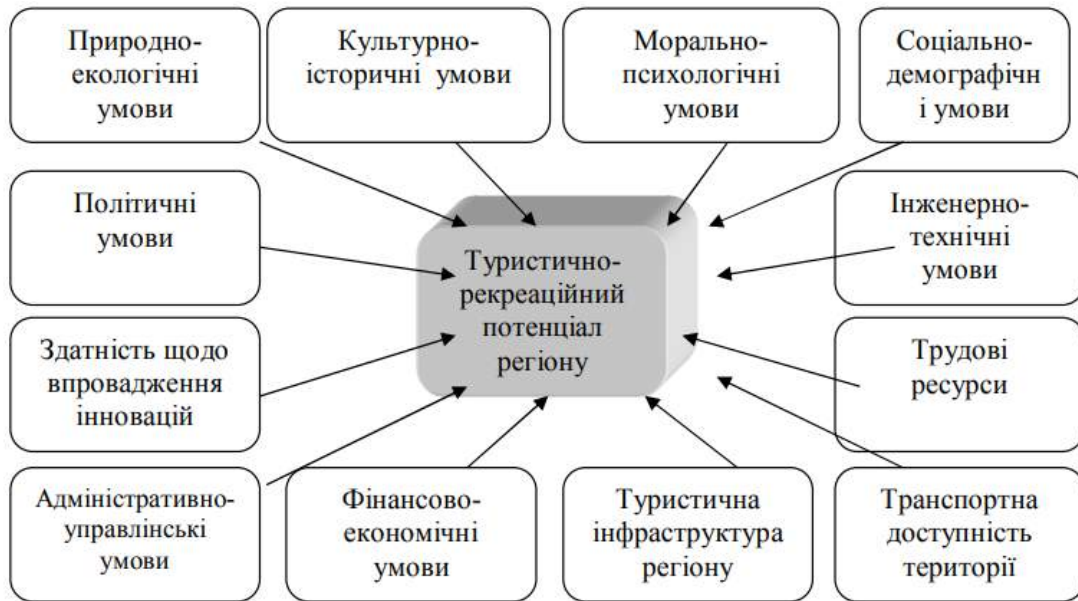 Природно-
екологічні
умови
Культурно-
історичні умови
Морально-
психологічні
умови
Соціально-
демографічн
і умови
Політичні
умови
Туристично-
рекреаційний
потенціал
регіону
Інженерно-
технічні
умови
Здатність щодо
впровадження
інновацій
Трудові
ресурси
Адміністративно-
управлінські
умови
Фінансово-
економічні
умови
Туристична
інфраструктура
регіону
Транспортна
доступність
території